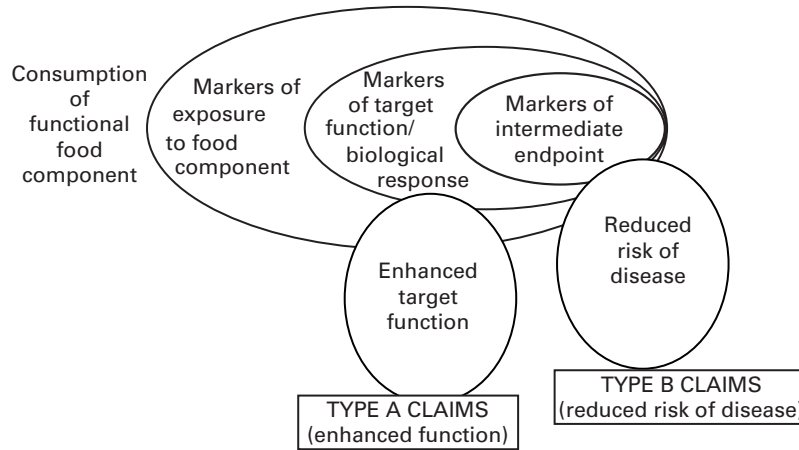 Consumption
of
functional
food
component
Markers of
exposure
to food
component
Markers
of target
function/
biological
response
Markers of
intermediate
endpoint
Enhanced
target
function
Reduced
risk of
disease
TYPE A CLAIMS
(enhanced function)
TYPE B CLAIMS
(reduced risk of disease)